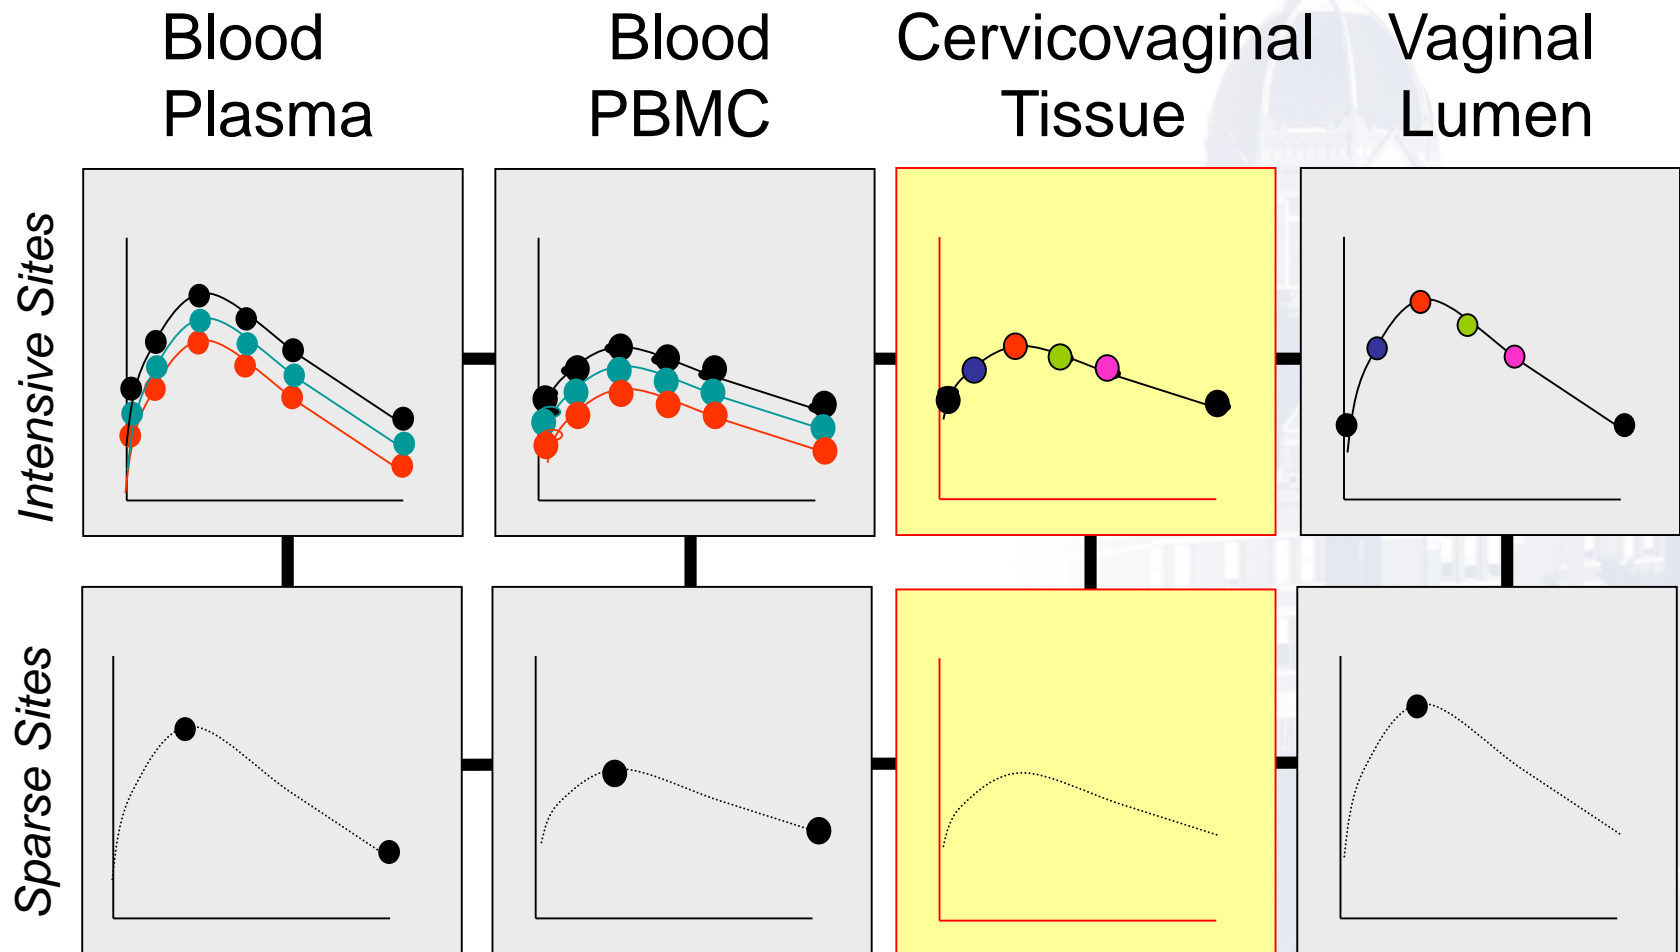 Blood
Plasma
Blood
PBMC
Cervicovaginal
Tissue
Vaginal
Lumen
Intensive Sites
Sparse Sites